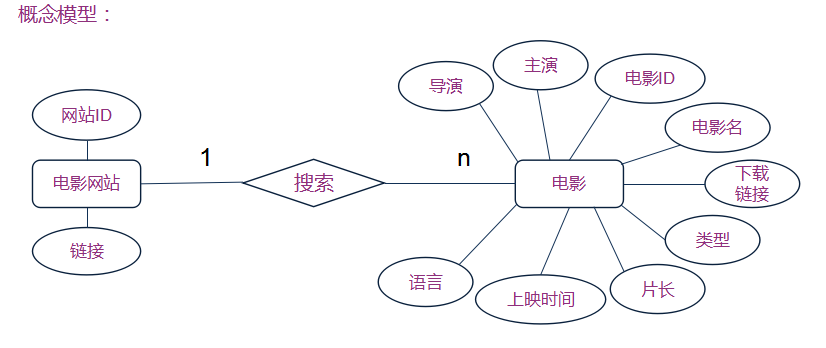 概念模型：
主演
导演
电影ID
网站ID
电影名
1
n
电影网站
搜索
电影
下载
链接
类型
链接
语言
上映时间
片长